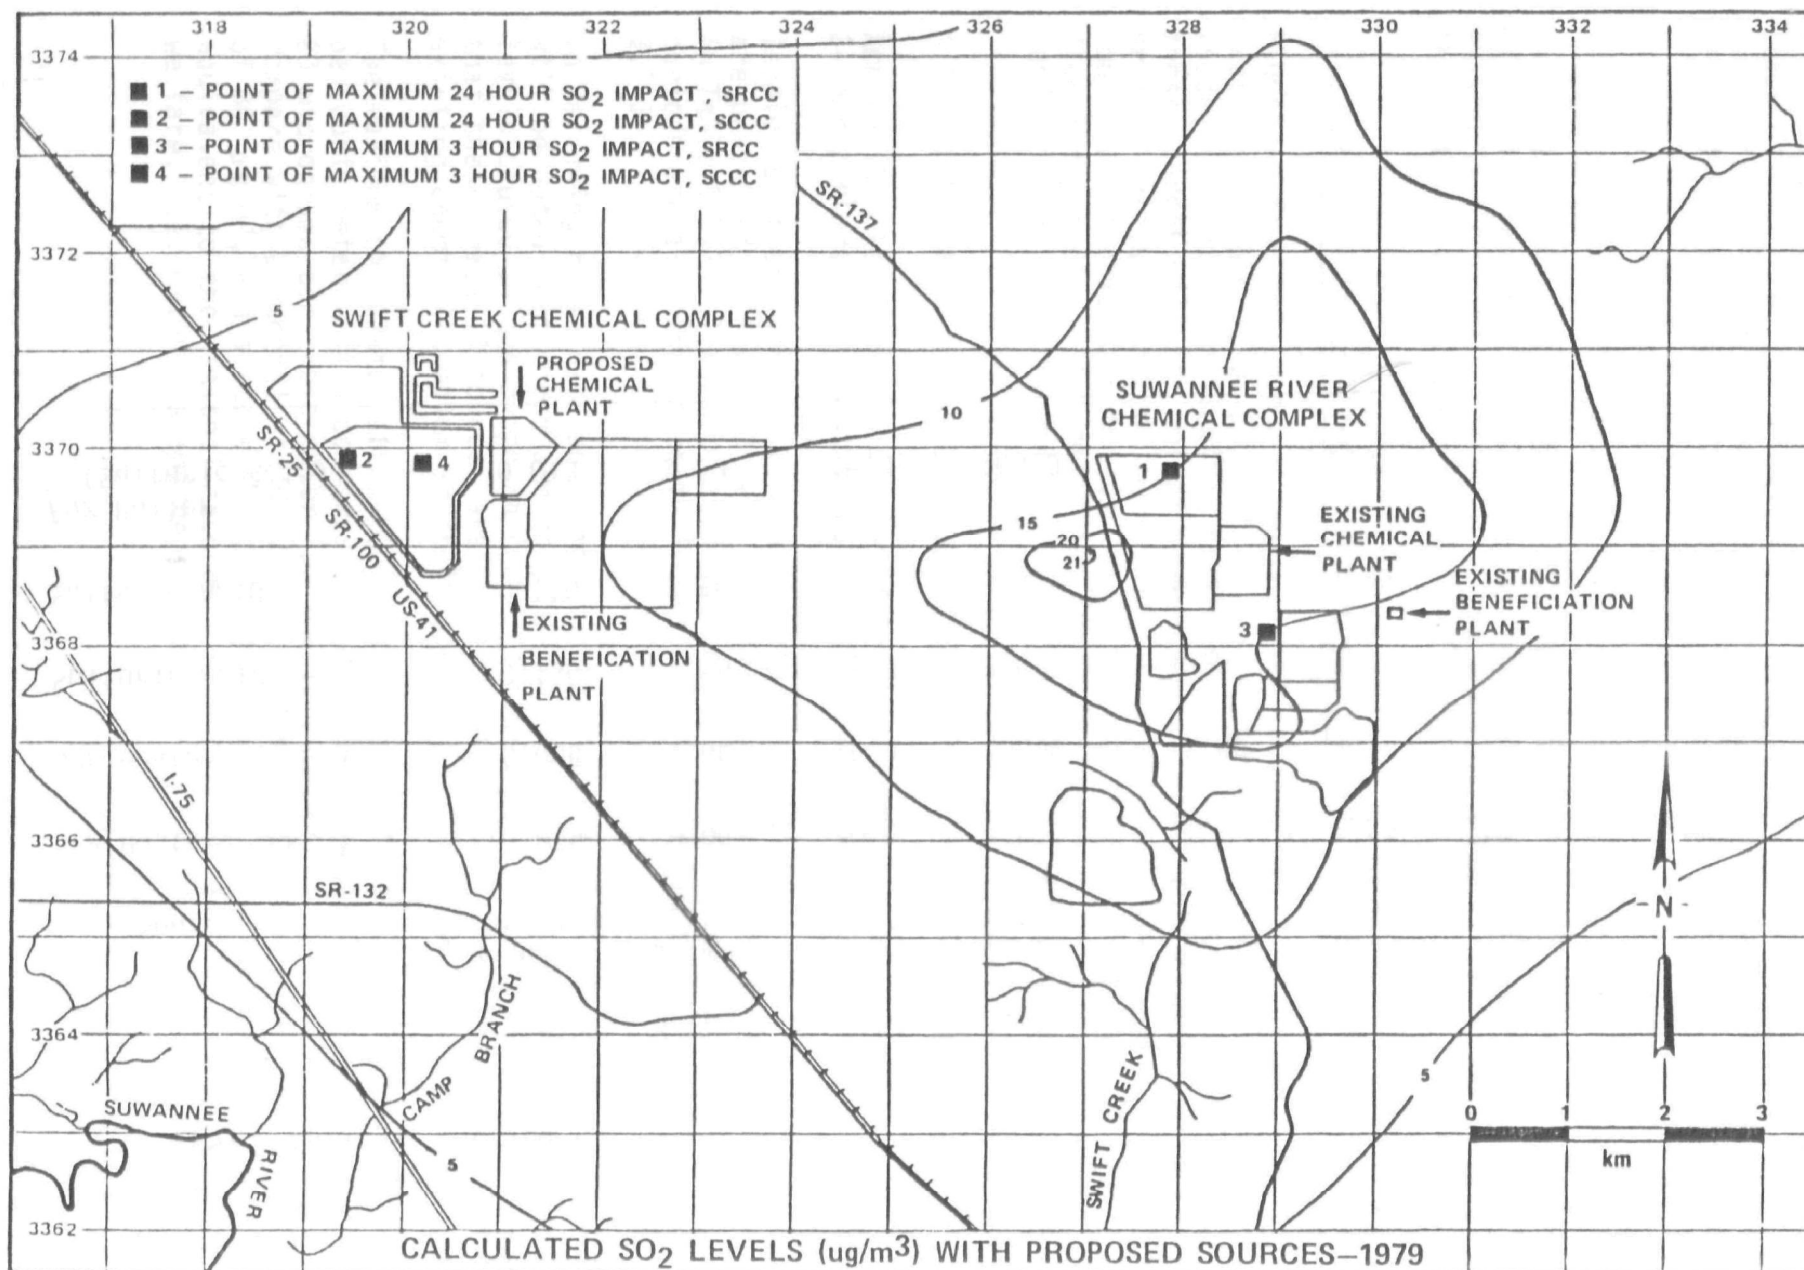 318 320 322 324 326 328 330 332 334
3374
■ 1 – POINT OF MAXIMUM 24 HOUR SO2 IMPACT, SRCC
■ 2 – POINT OF MAXIMUM 24 HOUR SO2 IMPACT, SCCC
■ 3 – POINT OF MAXIMUM 3 HOUR SO2 IMPACT, SRCC
■ 4 – POINT OF MAXIMUM 3 HOUR SO2 IMPACT, SCCC
SR-137
3372
5
SWIFT CREEK CHEMICAL COMPLEX
PROPOSED
CHEMICAL
PLANT
SUWANNEE RIVER
CHEMICAL COMPLEX
10
3370
SR-25
2
4
1
15
SR-100
EXISTING
CHEMICAL
PLANT
20
21
US-41
EXISTING
BENEFICIATION
PLANT
3368
EXISTING
BENEFICATION
PLANT
3
I-75
3366
SR-132
N
3364
CAMP BRANCH
SWIFT CREEK
5
SUWANNEE
RIVER
5
0 1 2 3
km
3362
CALCULATED SO2 LEVELS (ug/m3) WITH PROPOSED SOURCES–1979